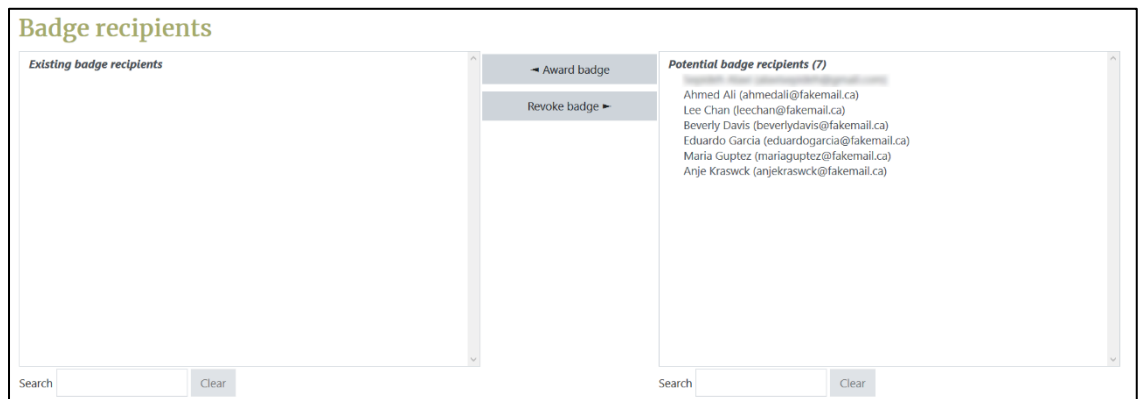 Badge recipients
Existing badge recipients
◄ Award badge
Revoke badge ►
Potential badge recipients (7)
Ahmed Ali (ahmedali@fakemail.ca)
Lee Chan (leechan@fakemail.ca)
Beverly Davis (beverlydavis@fakemail.ca)
Eduardo Garcia (eduardogarcia@fakemail.ca)
Maria Guptez (mariaguptez@fakemail.ca)
Anje Kraswck (anjekraswck@fakemail.ca)
Search Clear
Search Clear